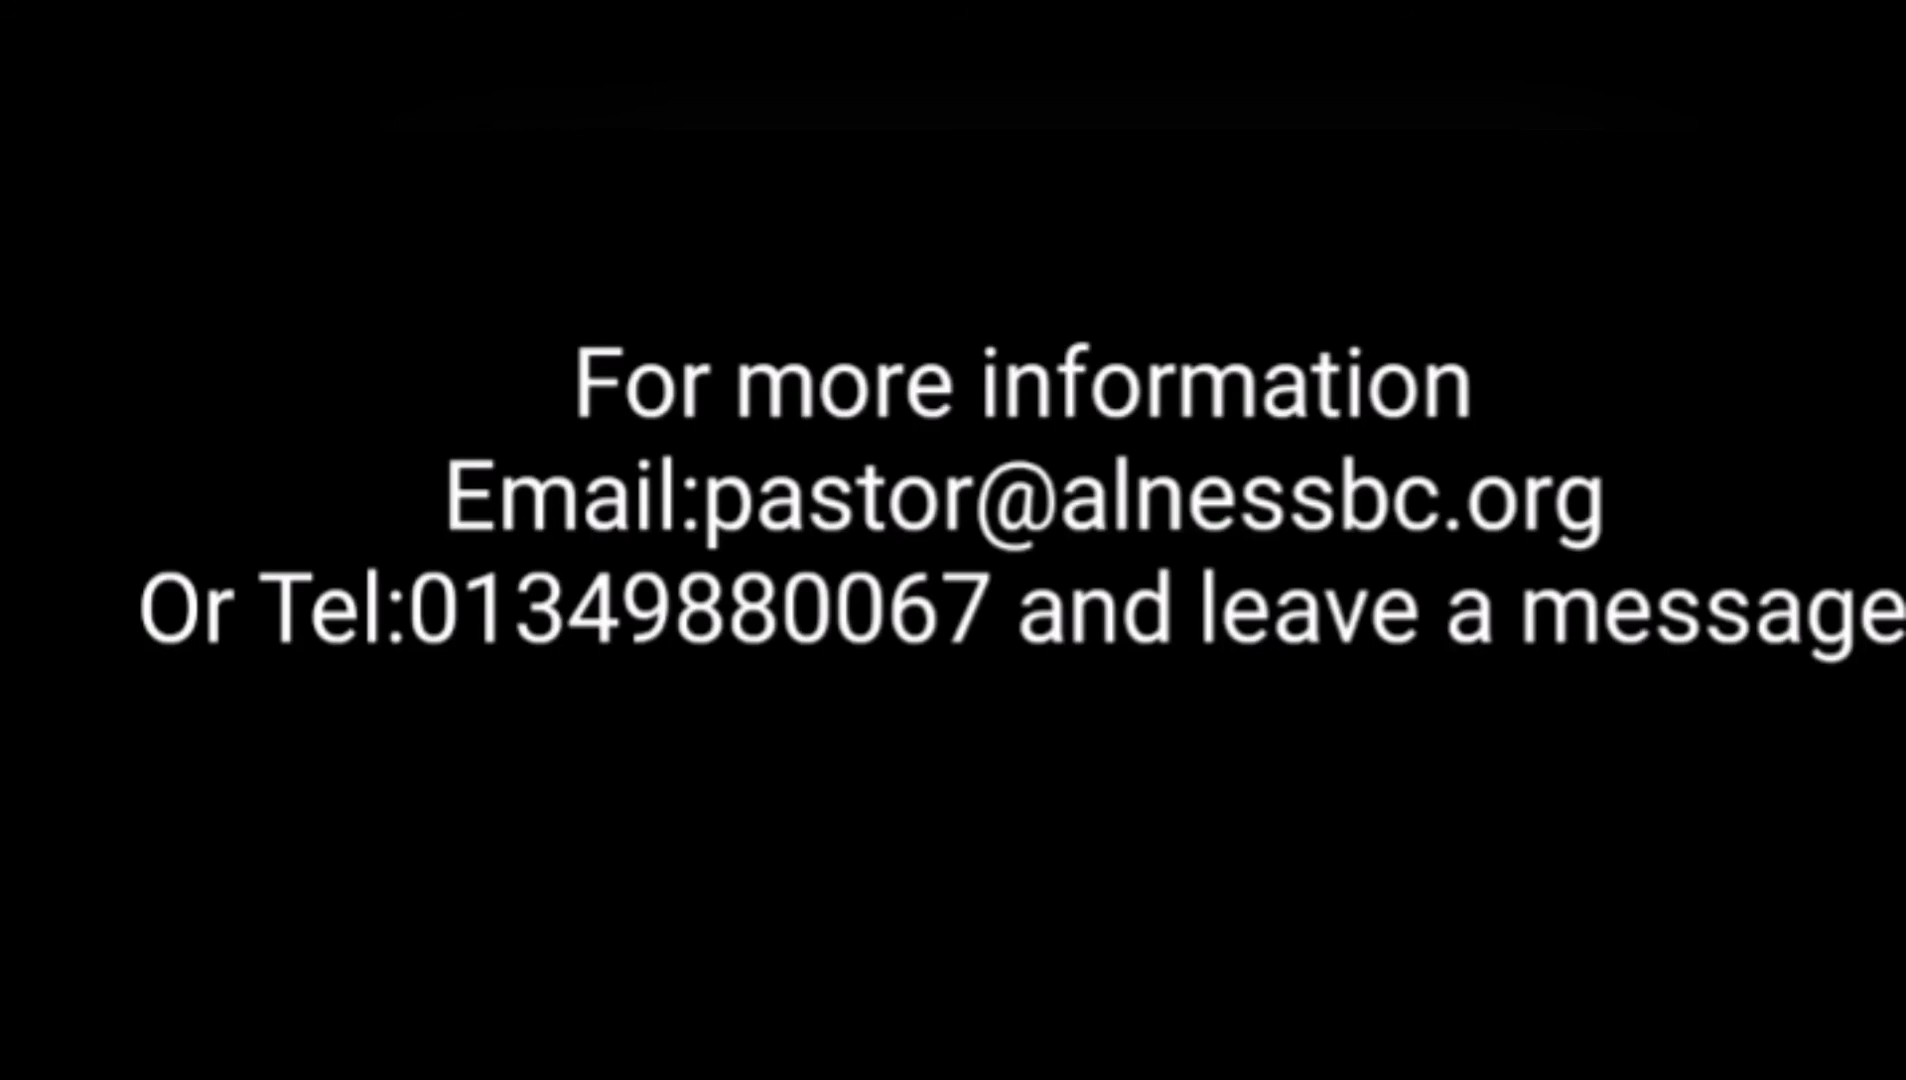 For more information
Email:pastor@alnessbc.org
Or Tel:01349880067 and leave a message